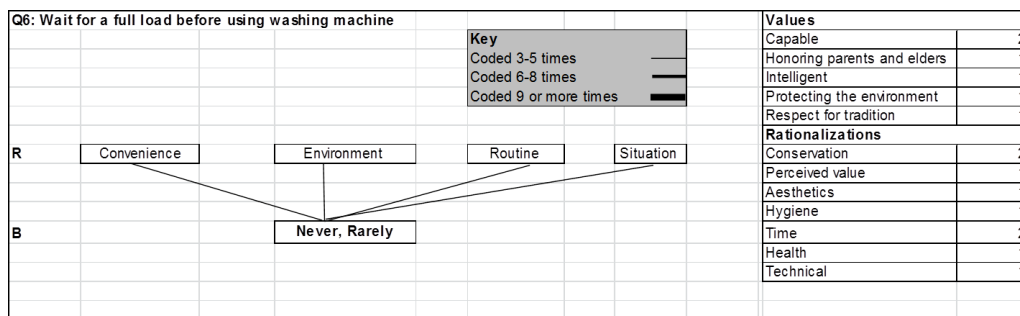 Q6: Wait for a full load before using washing machine
Key
Coded 3-5 times
Coded 6-8 times
Coded 9 or more times
R Convenience Environment Routine Situation
B Never, Rarely
Values
Capable
Honoring parents and elders
Intelligent
Protecting the environment
Respect for tradition
Rationalizations
Conservation
Perceived value
Aesthetics
Hygiene
Time
Health
Technical